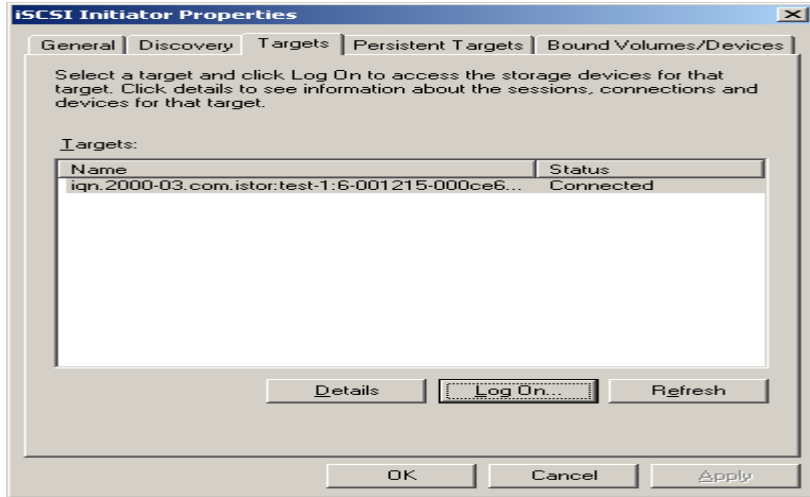 iSCSI Initiator Properties
General Discovery Targets Persistent Targets Bound Volumes/Devices
Select a target and click Log On to access the storage devices for that
target. Click details to see information about the sessions, connections and
devices for that target.
Targets:
Name Status
iqn.2000-03.com.istor:test-1:6-001215-000ce6... Connected
Details Log On... Refresh
OK Cancel Apply